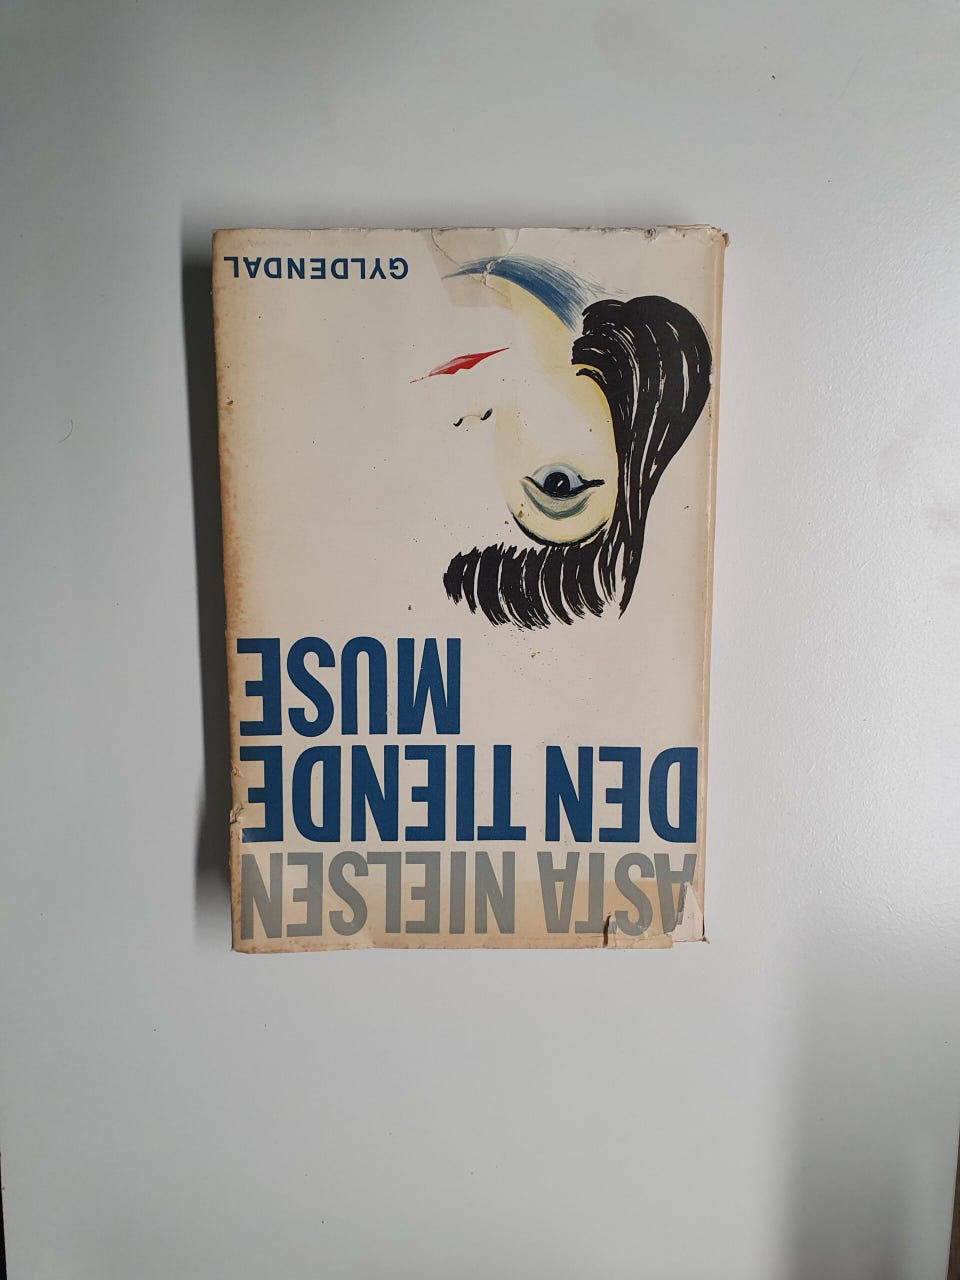 ASTA NIELSEN
DEN TIENDE
MUSE
GYLDENDAL